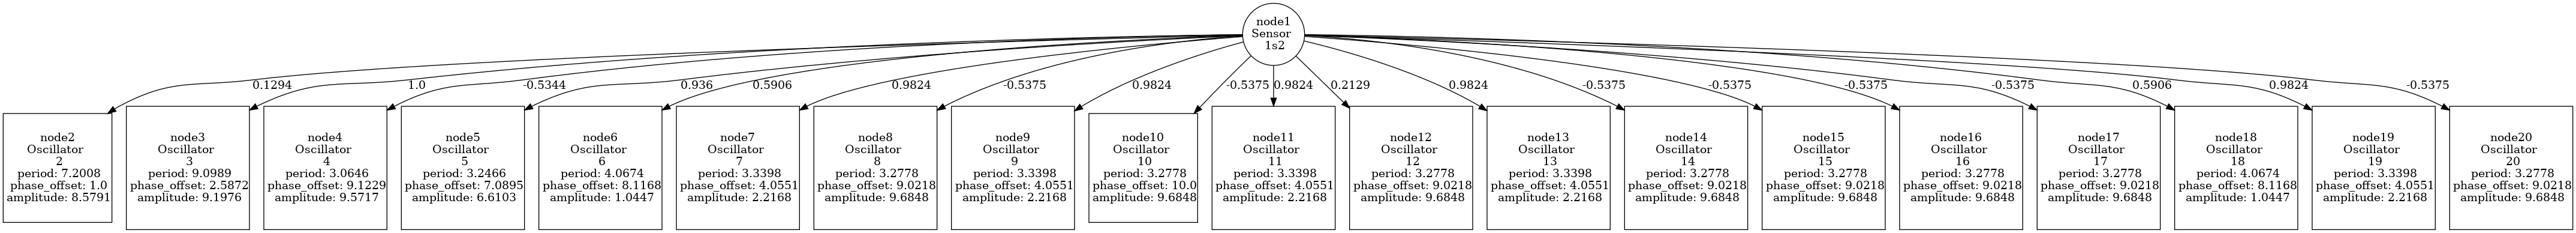 node1
Sensor
1s2
0.1294
1.0
-0.5344
0.936
0.5906
0.9824
-0.5375
0.9824
-0.5375
0.9824
0.2129
0.9824
-0.5375
-0.5375
-0.5375
-0.5375
0.5906
0.9824
-0.5375
node2
Oscillator
2
period: 7.2008
phase_offset: 1.0
amplitude: 8.5791
node3
Oscillator
3
period: 9.0989
phase_offset: 2.5872
amplitude: 9.1976
node4
Oscillator
4
period: 3.0646
phase_offset: 9.1229
amplitude: 9.5717
node5
Oscillator
5
period: 3.2466
phase_offset: 7.0895
amplitude: 6.6103
node6
Oscillator
6
period: 4.0674
phase_offset: 8.1168
amplitude: 1.0447
node7
Oscillator
7
period: 3.3398
phase_offset: 4.0551
amplitude: 2.2168
node8
Oscillator
8
period: 3.2778
phase_offset: 9.0218
amplitude: 9.6848
node9
Oscillator
9
period: 3.3398
phase_offset: 4.0551
amplitude: 2.2168
node10
Oscillator
10
period: 3.2778
phase_offset: 10.0
amplitude: 9.6848
node11
Oscillator
11
period: 3.3398
phase_offset: 4.0551
amplitude: 2.2168
node12
Oscillator
12
period: 3.2778
phase_offset: 9.0218
amplitude: 9.6848
node13
Oscillator
13
period: 3.3398
phase_offset: 4.0551
amplitude: 2.2168
node14
Oscillator
14
period: 3.2778
phase_offset: 9.0218
amplitude: 9.6848
node15
Oscillator
15
period: 3.2778
phase_offset: 9.0218
amplitude: 9.6848
node16
Oscillator
16
period: 3.2778
phase_offset: 9.0218
amplitude: 9.6848
node17
Oscillator
17
period: 3.2778
phase_offset: 9.0218
amplitude: 9.6848
node18
Oscillator
18
period: 4.0674
phase_offset: 8.1168
amplitude: 1.0447
node19
Oscillator
19
period: 3.3398
phase_offset: 4.0551
amplitude: 2.2168
node20
Oscillator
20
period: 3.2778
phase_offset: 9.0218
amplitude: 9.6848